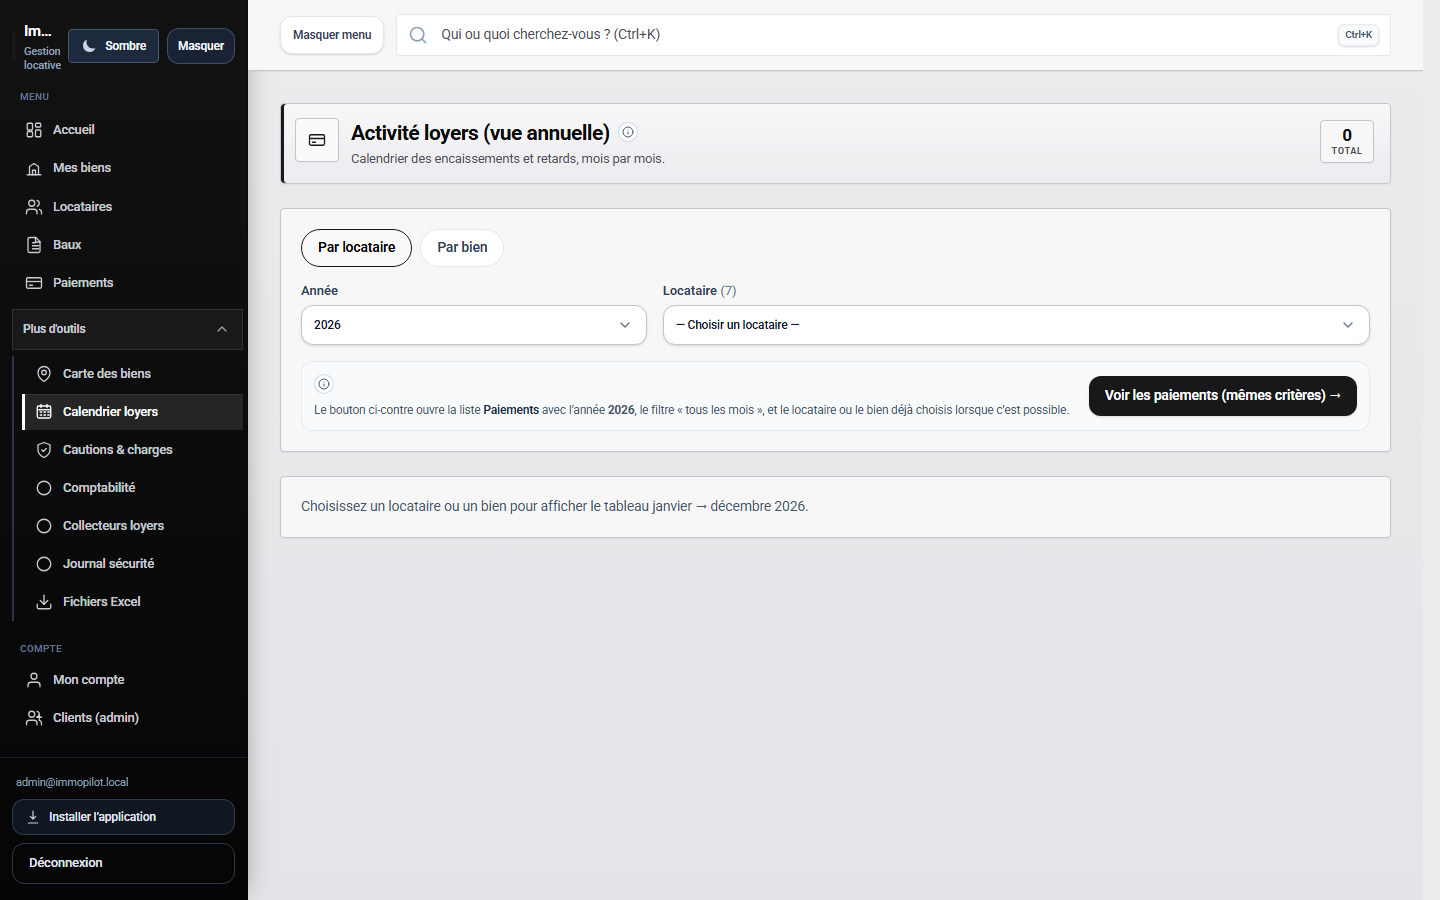 Im...
Gestion
locative
Sombre
Masquer
MENU
Accueil
Mes biens
Locataires
Baux
Paiements
Plus d'outils
Carte des biens
Calendrier loyers
Cautions & charges
Comptabilité
Collecteurs loyers
Journal sécurité
Fichiers Excel
COMPTE
Mon compte
Clients (admin)
admin@immopilot.local
Installer l'application
Déconnexion
Masquer menu
Qui ou quoi cherchez-vous ? (Ctrl+K)
Ctrl+K
Activité loyers (vue annuelle)
Calendrier des encaissements et retards, mois par mois.
0
TOTAL
Par locataire
Par bien
Année
Locataire (7)
2026
— Choisir un locataire —
Le bouton ci-contre ouvre la liste Paiements avec l'année 2026, le filtre « tous les mois », et le locataire ou le bien déjà choisis lorsque c'est possible.
Voir les paiements (mêmes critères) →
Choisissez un locataire ou un bien pour afficher le tableau janvier → décembre 2026.